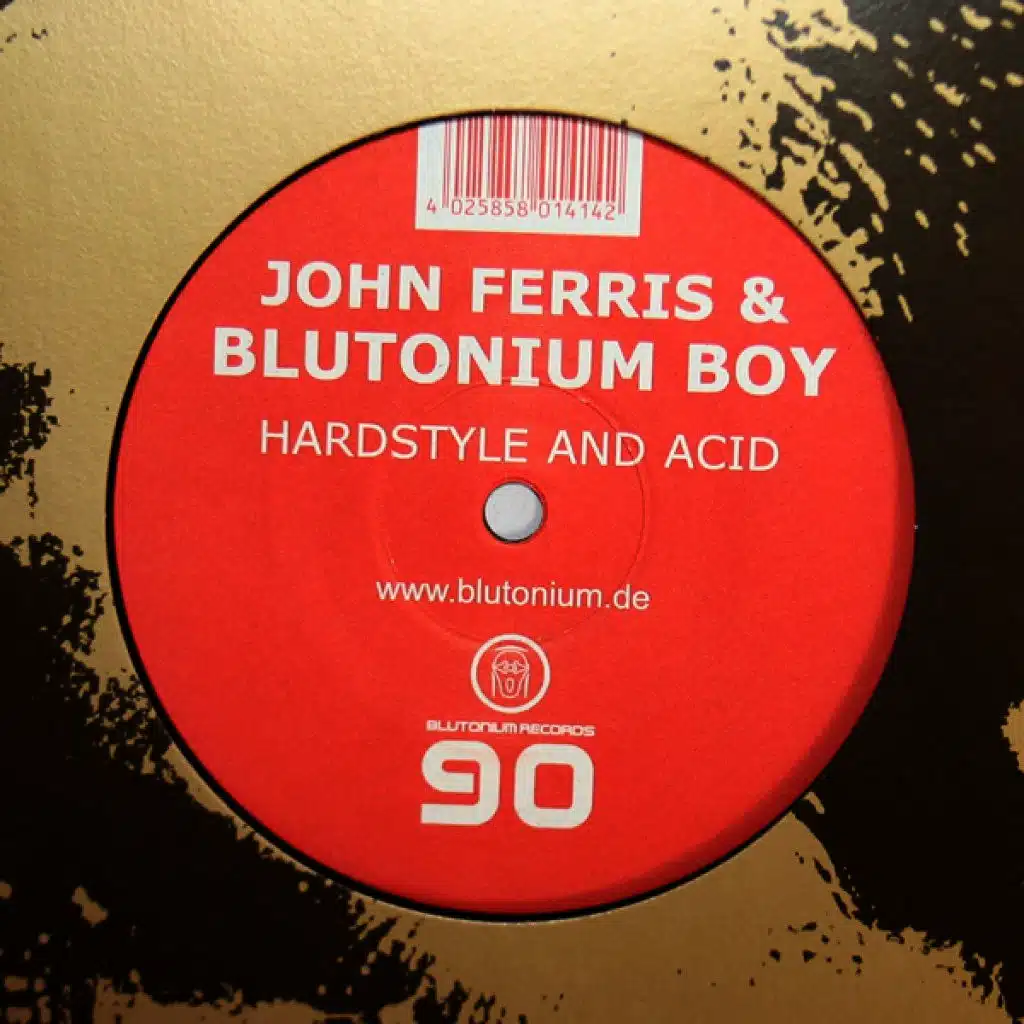 4 025858 014142
JOHN FERRIS &
BLUTONIUM BOY
HARDSTYLE AND ACID
www.blutonium.de
BLUTONIUM RECORDS
90